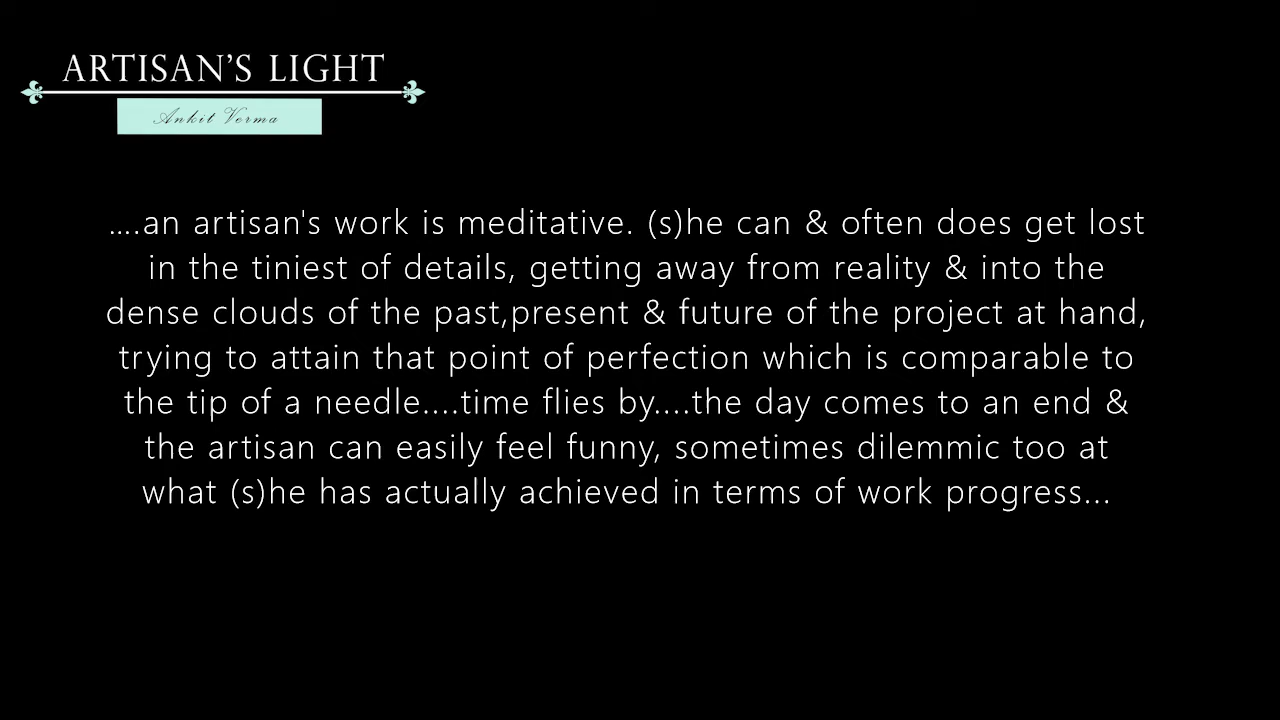 ARTISAN'S LIGHT
Ankit Verma
....an artisan's work is meditative. (s)he can & often does get lost
in the tiniest of details, getting away from reality & into the
dense clouds of the past,present & future of the project at hand,
trying to attain that point of perfection which is comparable to
the tip of a needle....time flies by....the day comes to an end &
the artisan can easily feel funny, sometimes dilemmic too at
what (s)he has actually achieved in terms of work progress...